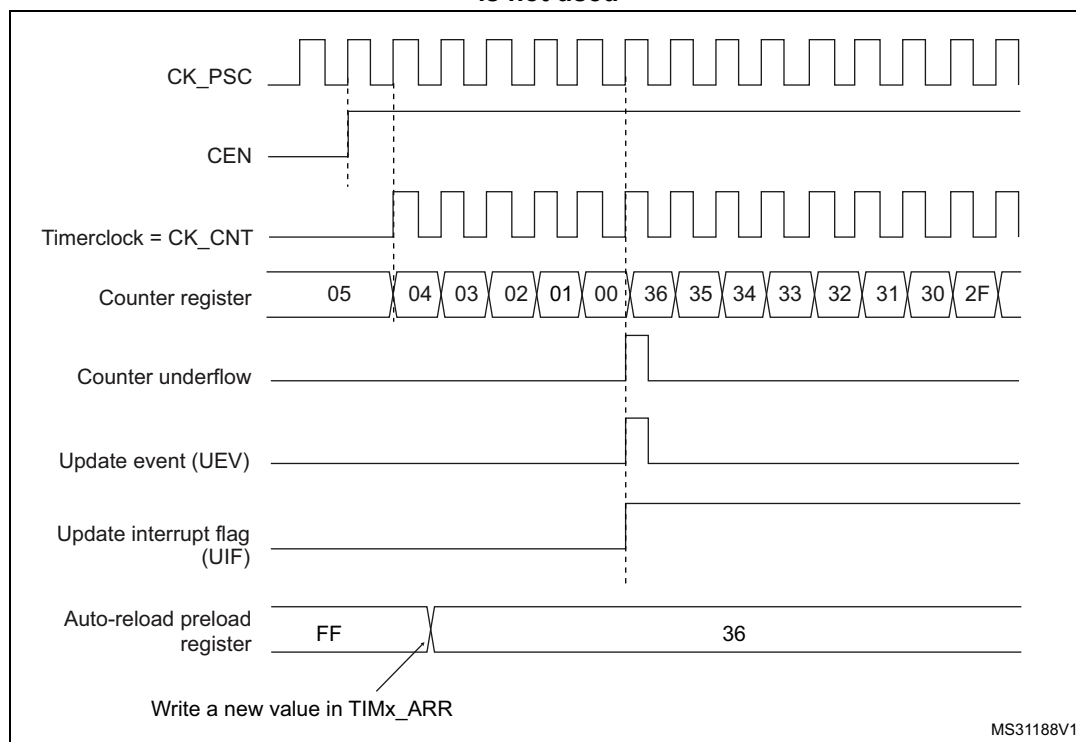 is not used
CK_PSC
CEN
Timerclock = CK_CNT
Counter register
05 04 03 02 01 00 36 35 34 33 32 31 30 2F
Counter underflow
Update event (UEV)
Update interrupt flag
(UIF)
Auto-reload preload
register
FF 36
Write a new value in TIMx_ARR
MS31188V1